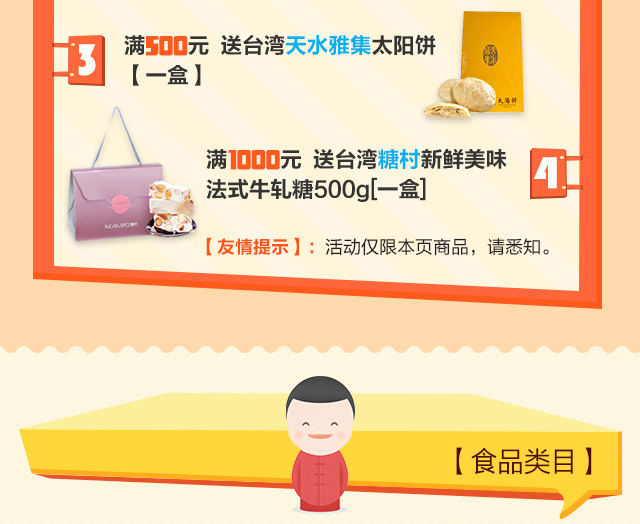 3
满500元 送台湾天水雅集太阳饼
【一盒】
太陽餅
满1000元 送台湾糖村新鲜美味
法式牛轧糖500g[一盒]
4
SUGAR & SPICE 糖村
【友情提示】：活动仅限本页商品，请悉知。
【食品类目】